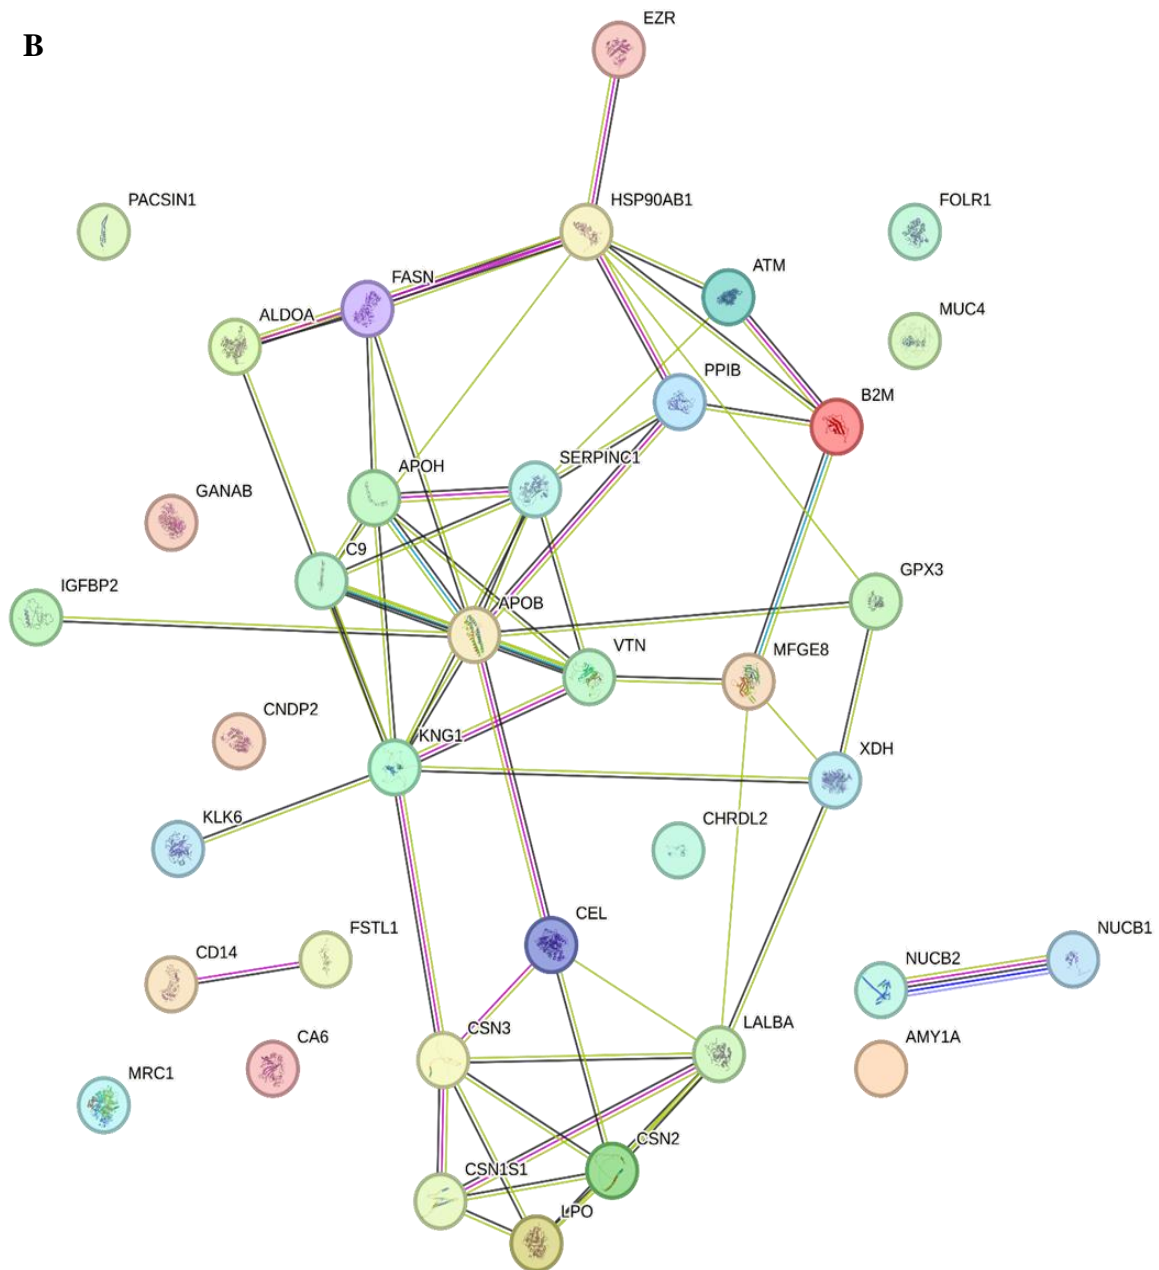 EZR
B
PACSIN1
HSP90AB1
FOLR1
ATM
FASN
MUC4
ALDOA
PPIB
B2M
SERPINC1
APOH
GANAB
C9
GPX3
IGFBP2
APOB
VTN
MFGE8
CNDP2
KNG1
XDH
KLK6
CHRDL2
CEL
FSTL1
NUCB1
CD14
NUCB2
LALBA
CSN3
CA6
AMY1A
MRC1
CSN2
CSN1S1
LPO